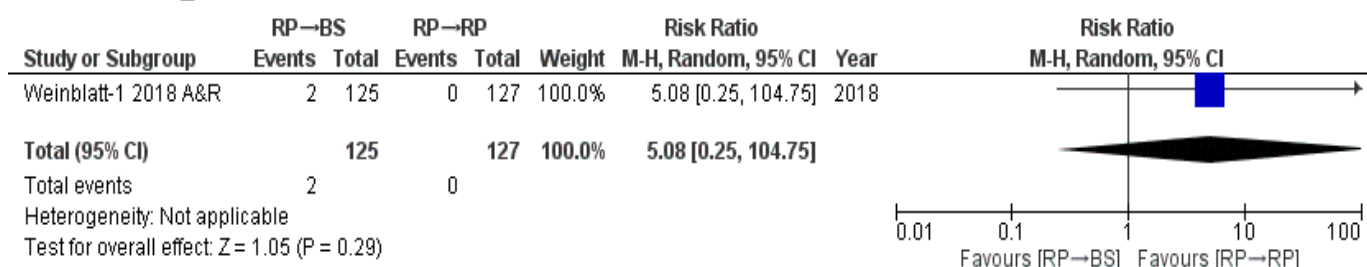 RP→BS RP→RP Risk Ratio Risk Ratio
Study or Subgroup Events Total Events Total Weight M-H, Random, 95% CI Year M-H, Random, 95% CI
Weinblatt-1 2018 A&R 2 125 0 127 100.0% 5.08 [0.25, 104.75] 2018
Total (95% CI) 125 127 100.0% 5.08 [0.25, 104.75]
Total events 2 0
Heterogeneity: Not applicable
Test for overall effect: Z = 1.05 (P = 0.29)
0.01 0.1 1 10 100
Favours [RP→BS] Favours [RP→RP]